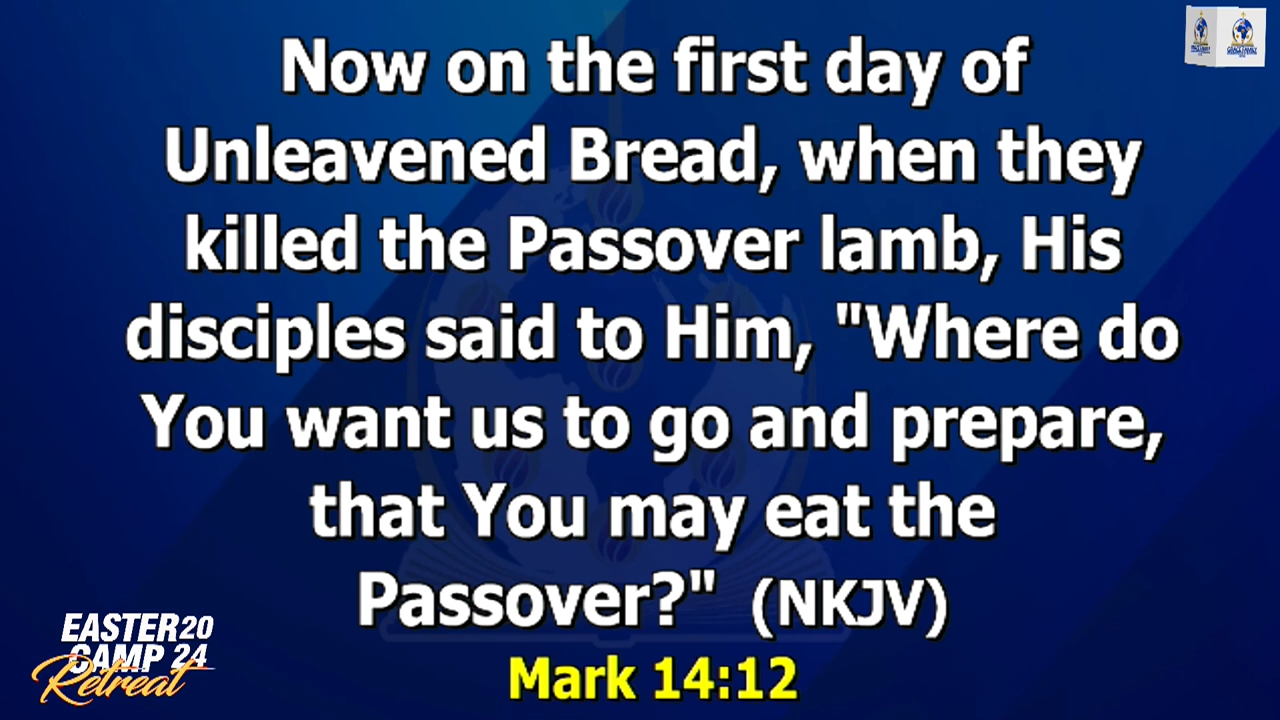 Now on the first day of
Unleavened Bread, when they
killed the Passover lamb, His
disciples said to Him, "Where do
You want us to go and prepare,
that You may eat the
Passover?" (NKJV)
Mark 14:12
EASTER 20
CAMP 24
Retreat